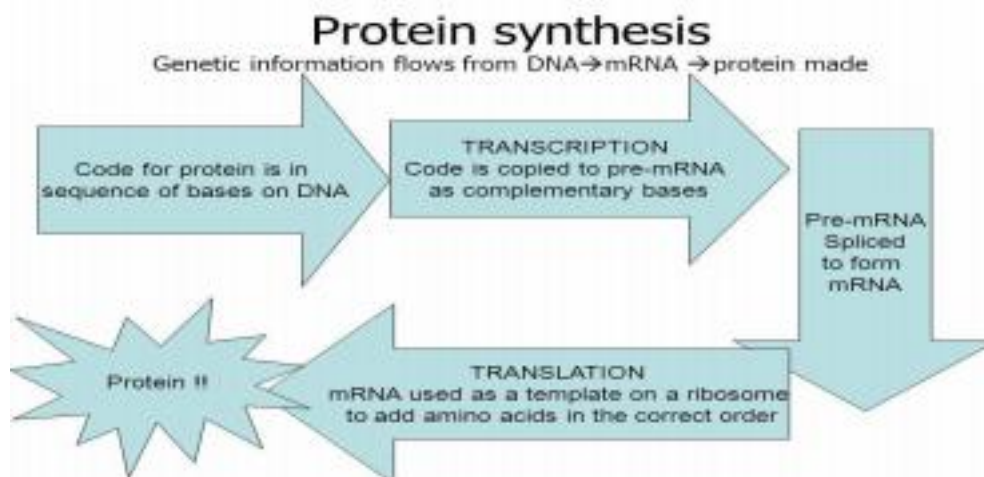 Protein synthesis
Genetic information flows from DNA→mRNA →protein made
Code for protein is in
sequence of bases on DNA
TRANSCRIPTION
Code is copied to pre-mRNA
as complementary bases
Pre-mRNA
Spliced
to form
mRNA
TRANSLATION
mRNA used as a template on a ribosome
to add amino acids in the correct order
Protein !!